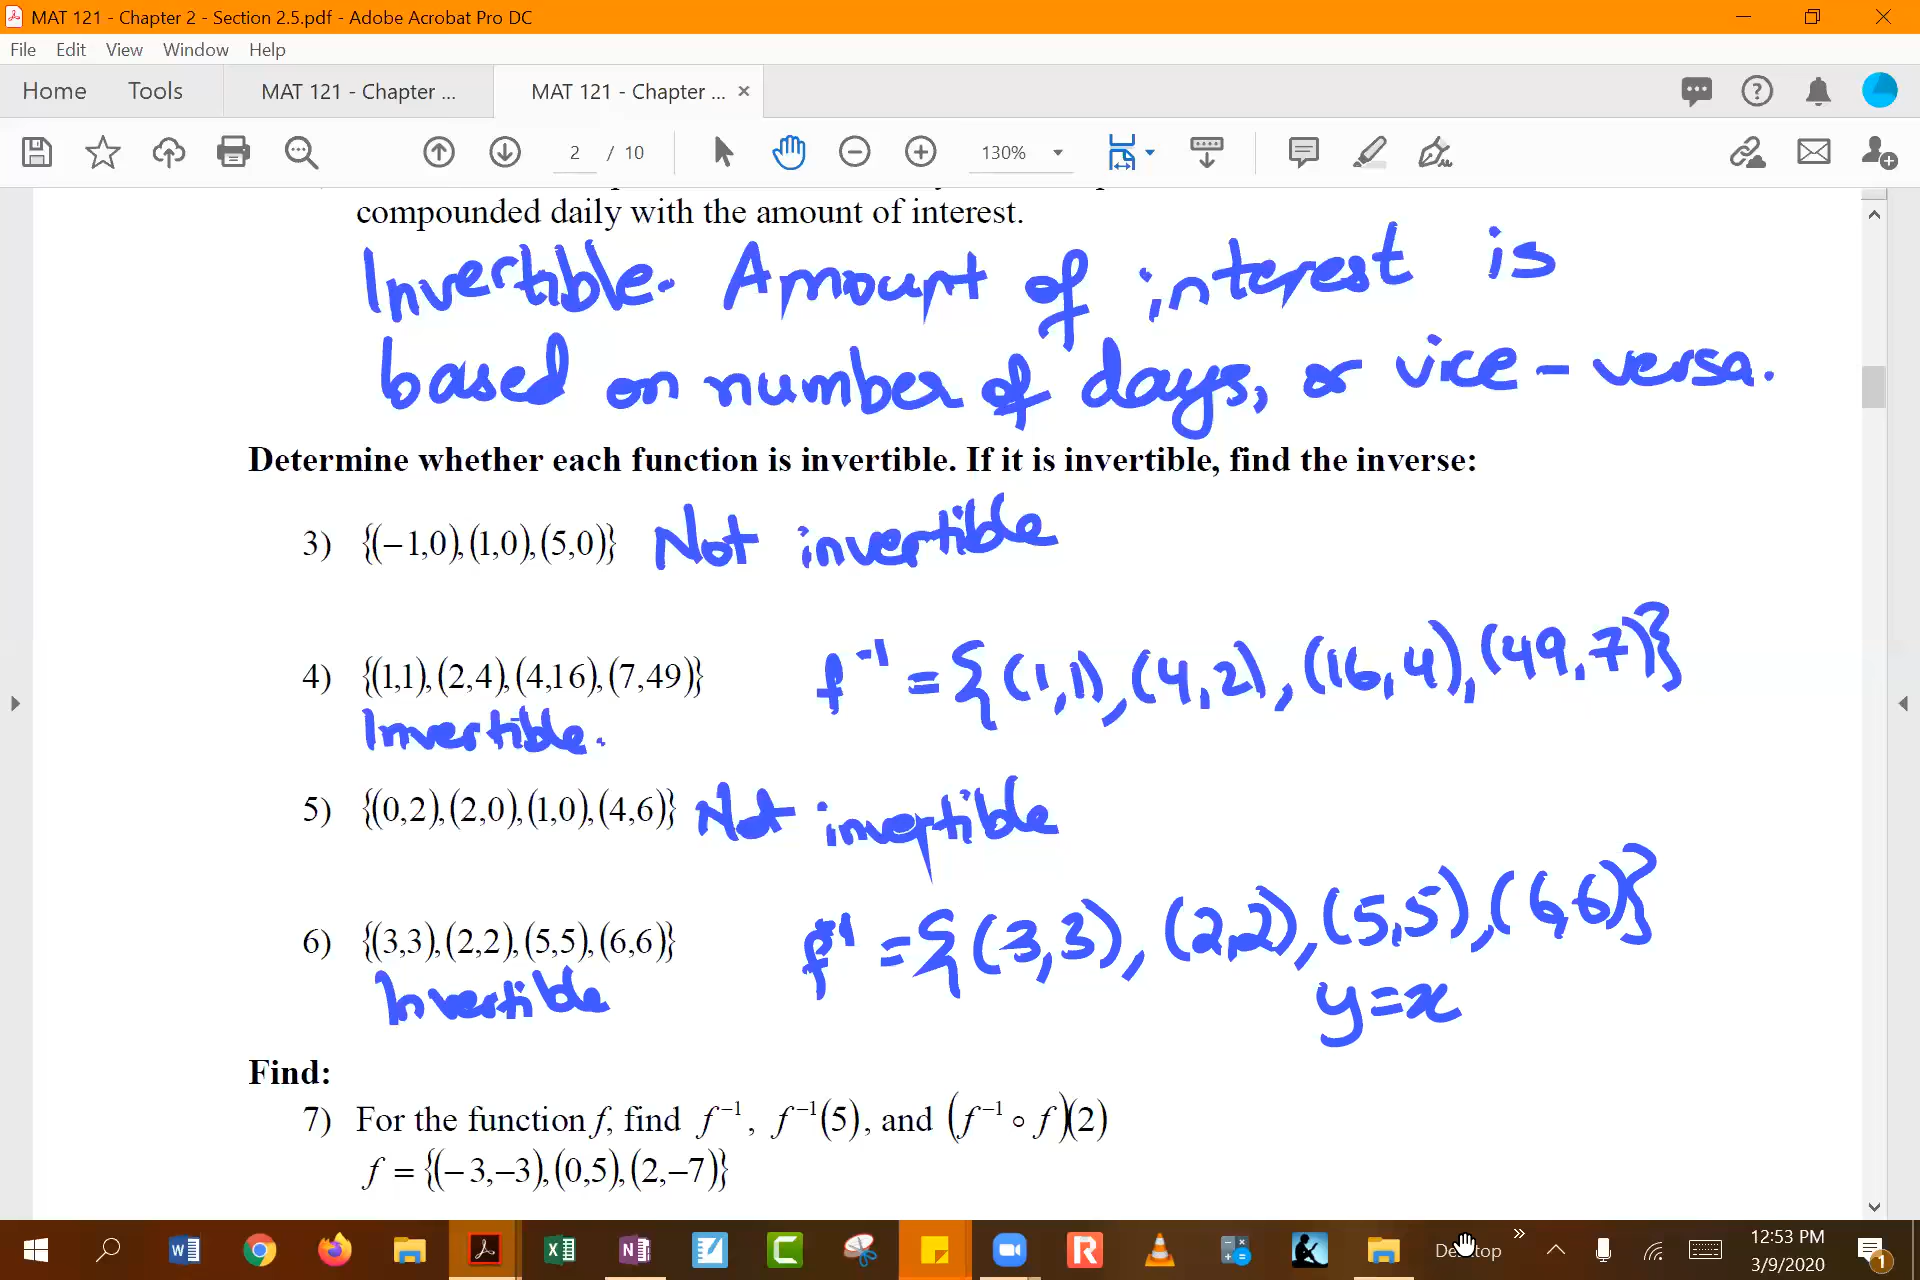 MAT 121 - Chapter 2 - Section 2.5.pdf - Adobe Acrobat Pro DC
File Edit View Window Help
Home Tools MAT 121 - Chapter ... MAT 121 - Chapter ... ×
2 / 10 130%
compounded daily with the amount of interest.
Invertible. Amount of interest is
based on number of days, or vice-versa.
Determine whether each function is invertible. If it is invertible, find the inverse:
3) {(−1,0),(1,0),(5,0)} Not invertible
4) {(1,1),(2,4),(4,16),(7,49)} f⁻¹ = {(1,1),(4,2),(16,4),(49,7)}
Invertible.
5) {(0,2),(2,0),(1,0),(4,6)} Not invertible
6) {(3,3),(2,2),(5,5),(6,6)} f⁻¹ = {(3,3),(2,2),(5,5),(6,6)}
Invertible y=x
Find:
7) For the function f, find f⁻¹, f⁻¹(5), and (f⁻¹ ∘ f)(2)
f = {(−3,−3),(0,5),(2,−7)}
Desktop
12:53 PM
3/9/2020
1